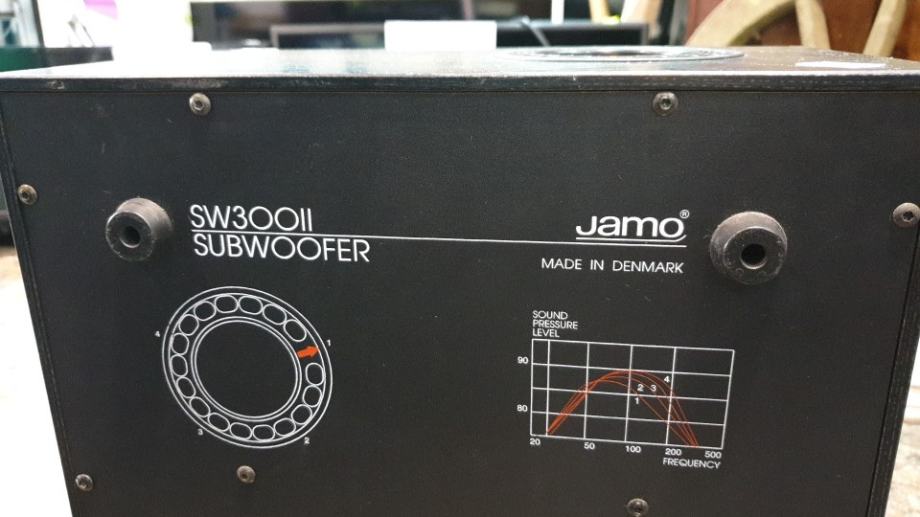 SW300II
SUBWOOFER
Jamo®
MADE IN DENMARK
4
1
3
2
SOUND
PRESSURE
LEVEL
90
80
4
2 3
1
20 50 100 200 500
FREQUENCY